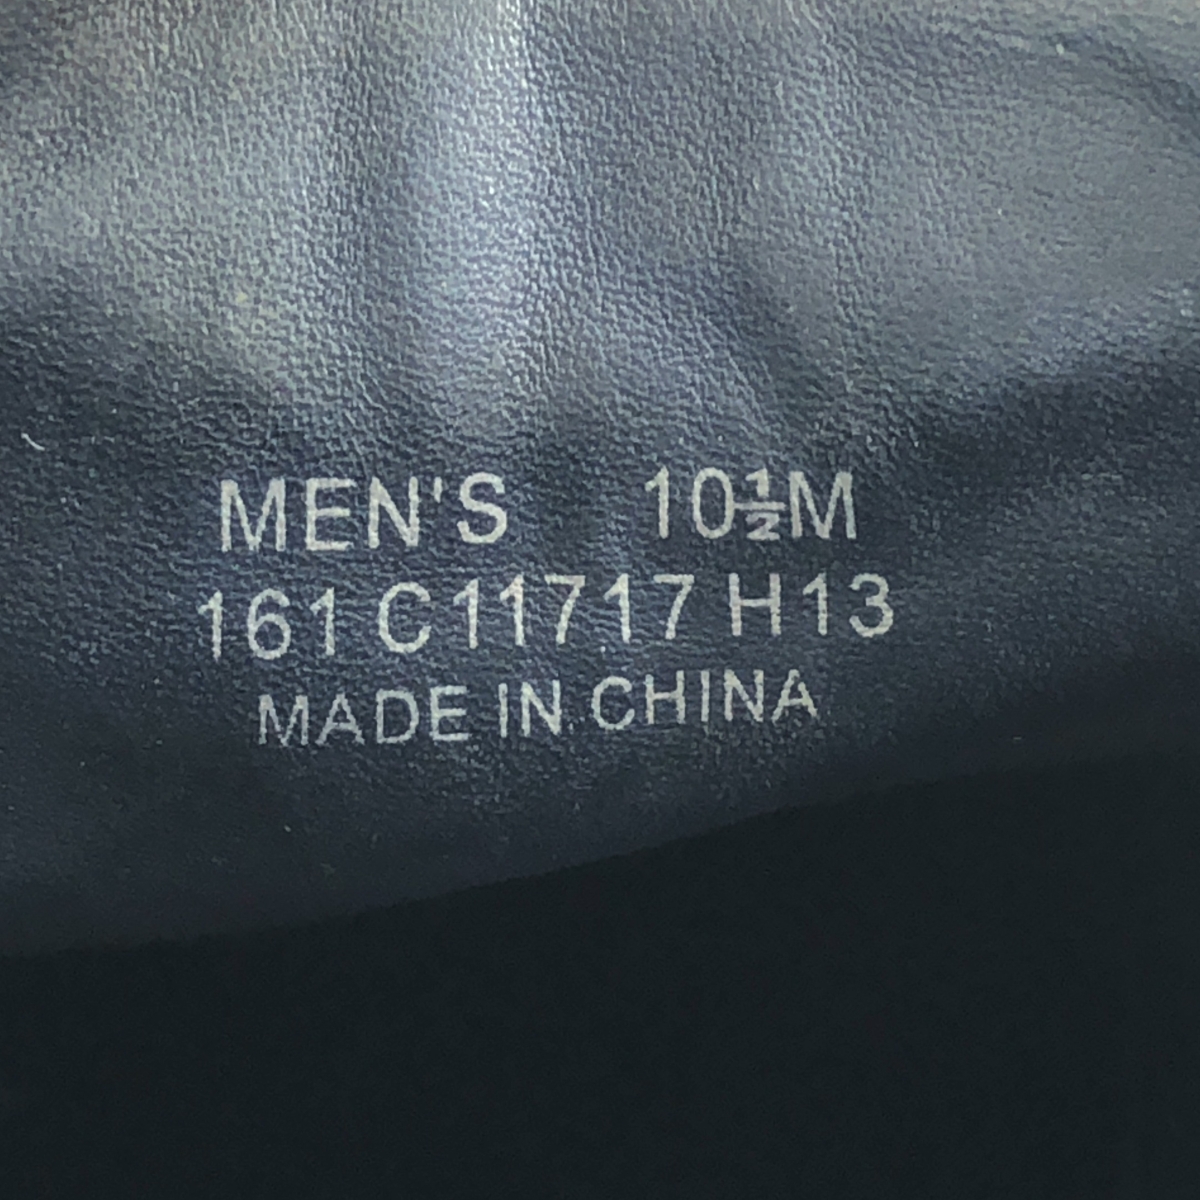 MEN'S 10½M
161 C11717 H13
MADE IN CHINA